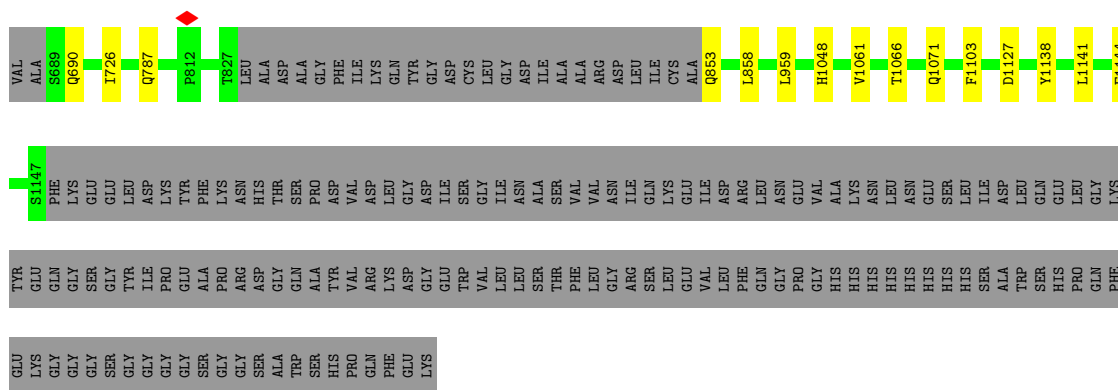 VAL ALA S689 Q690 I726 Q787 P812 T827 LEU ALA ASP ALA GLY PHE ILE LYS GLN TYR GLY ASP CYS LEU GLY ASP ILE ALA ALA ARG ASP LEU ILE CYS ALA Q853 L858 L959 H1048 V1061 T1066 Q1071 F1103 D1127 Y1138 L1141
S1147 PHE LYS GLU GLU LEU ASP LYS TYR PHE LYS ASN HIS THR SER PRO ASP VAL ASP LEU GLY ASP ILE SER GLY ILE ASN ALA SER VAL VAL ASN ILE GLN LYS GLU ILE ASP ARG LEU ASN GLU VAL ALA LYS ASN LEU ASN GLU SER LEU ILE ASP LEU GLN GLU LEU GLY LYS
TYR GLU GLN GLY SER GLY TYR ILE PRO GLU ALA PRO ARG ASP GLY GLN ALA TYR VAL ARG LYS ASP GLY GLU TRP VAL LEU LEU SER THR PHE LEU GLY ARG SER LEU GLU VAL LEU PHE GLN GLY PRO GLY HIS HIS HIS HIS HIS HIS HIS HIS SER ALA TRP SER HIS PRO GLN PHE
GLU LYS GLY GLY GLY SER GLY GLY GLY GLY SER GLY GLY SER ALA TRP SER HIS PRO GLN PHE GLU LYS